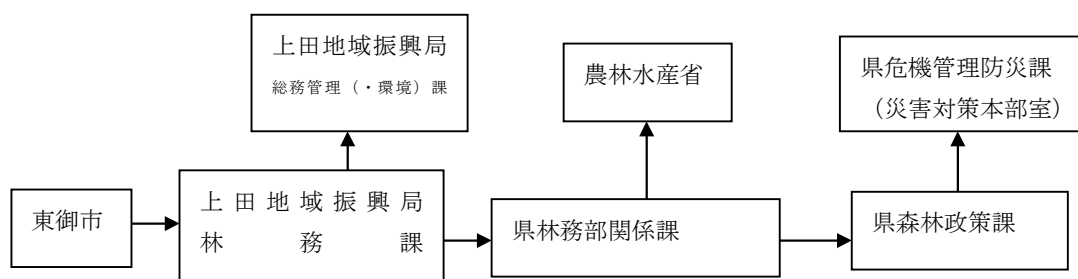 上田地域振興局
総務管理（・環境）課
農林水産省
県危機管理防災課
（災害対策本部室）
東御市
上田地域振興局
林務課
県林務部関係課
県森林政策課